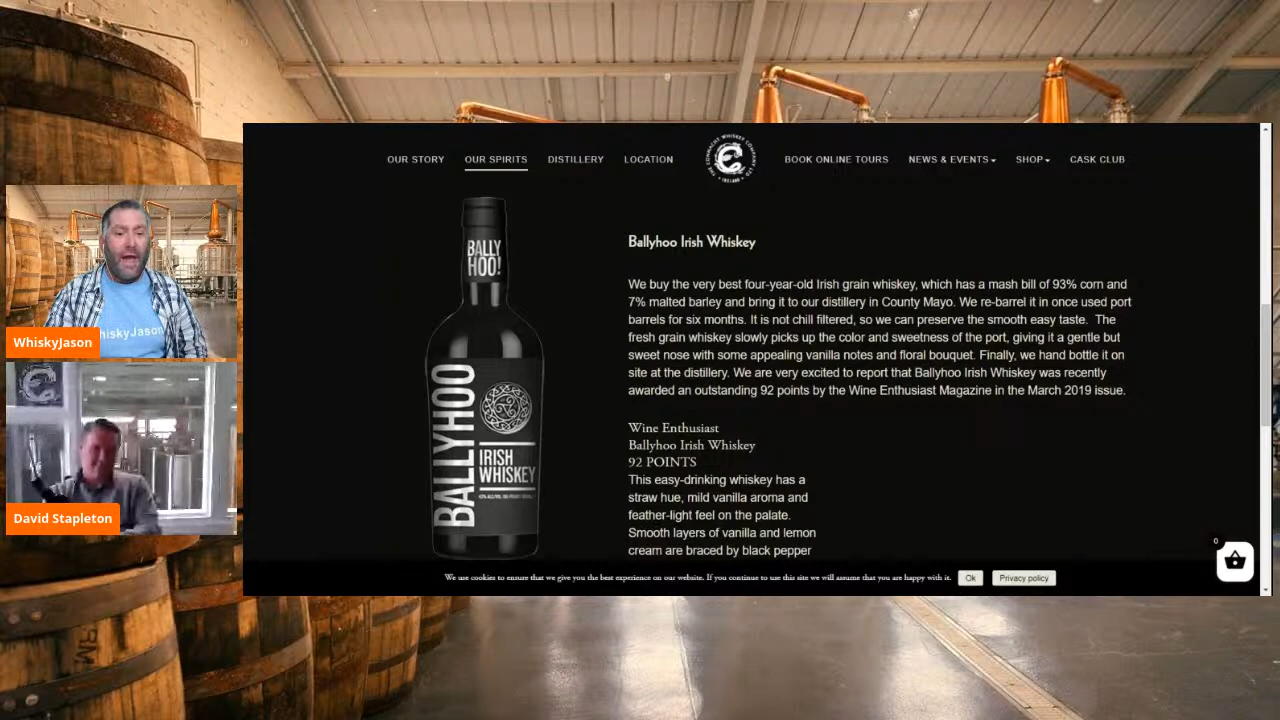 OUR STORY
OUR SPIRITS
DISTILLERY
LOCATION
THE CONNACHT WHISKEY COMPANY LTD
IRELAND
BOOK ONLINE TOURS
NEWS & EVENTS
SHOP
CASK CLUB
BALLY
HOO!
BALLYHOO
IRISH
WHISKEY
Ballyhoo Irish Whiskey
We buy the very best four-year-old Irish grain whiskey, which has a mash bill of 93% corn and
7% malted barley and bring it to our distillery in County Mayo. We re-barrel it in once used port
barrels for six months. It is not chill filtered, so we can preserve the smooth easy taste. The
fresh grain whiskey slowly picks up the color and sweetness of the port, giving it a gentle but
sweet nose with some appealing vanilla notes and floral bouquet. Finally, we hand bottle it on
site at the distillery. We are very excited to report that Ballyhoo Irish Whiskey was recently
awarded an outstanding 92 points by the Wine Enthusiast Magazine in the March 2019 issue.
Wine Enthusiast
Ballyhoo Irish Whiskey
92 POINTS
This easy-drinking whiskey has a
straw hue, mild vanilla aroma and
feather-light feel on the palate.
Smooth layers of vanilla and lemon
cream are braced by black pepper
0
We use cookies to ensure that we give you the best experience on our website. If you continue to use this site we will assume that you are happy with it.
Ok
Privacy policy
hiskyJason
WhiskyJason
David Stapleton